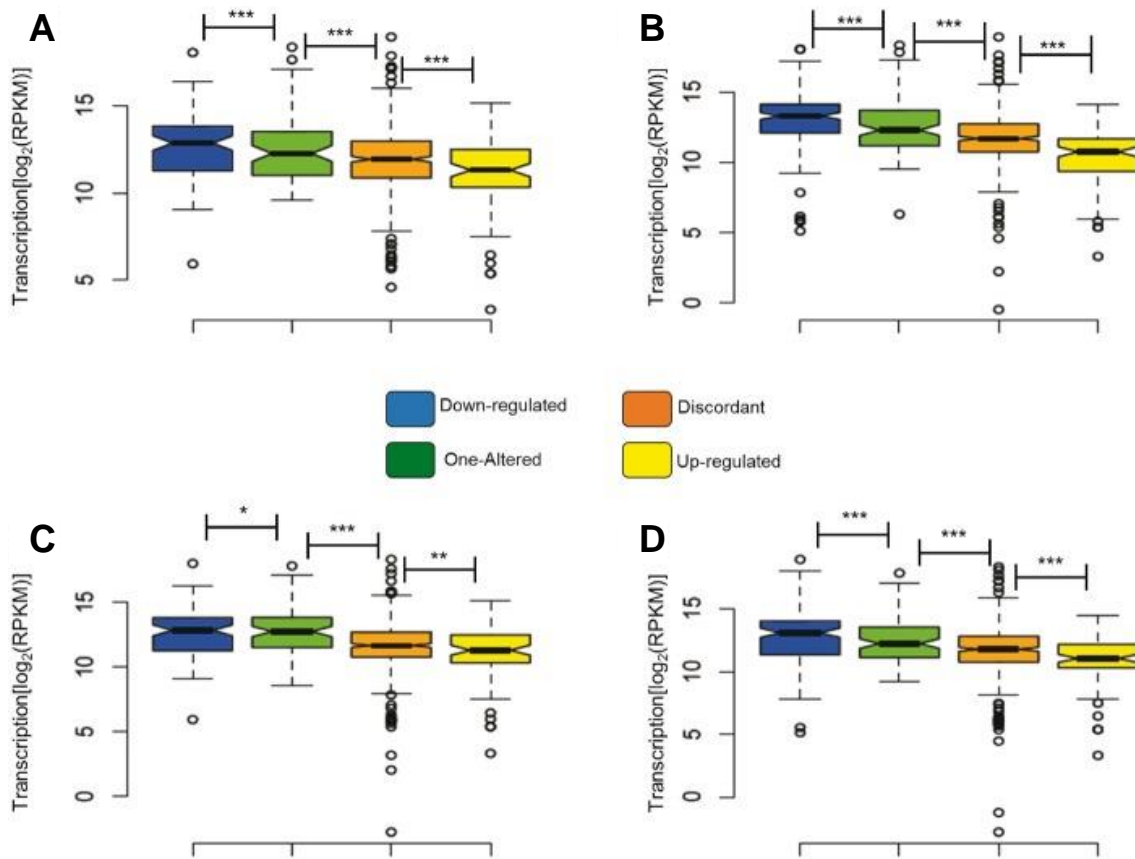 A
***
***
***
Transcription[log₂(RPKM)]
15
10
5
B
***
***
***
Transcription[log₂(RPKM)]
15
10
5
0
Down-regulated
Discordant
One-Altered
Up-regulated
C
*
***
**
Transcription[log₂(RPKM)]
15
10
5
0
D
***
***
***
Transcription[log₂(RPKM)]
15
10
5
0